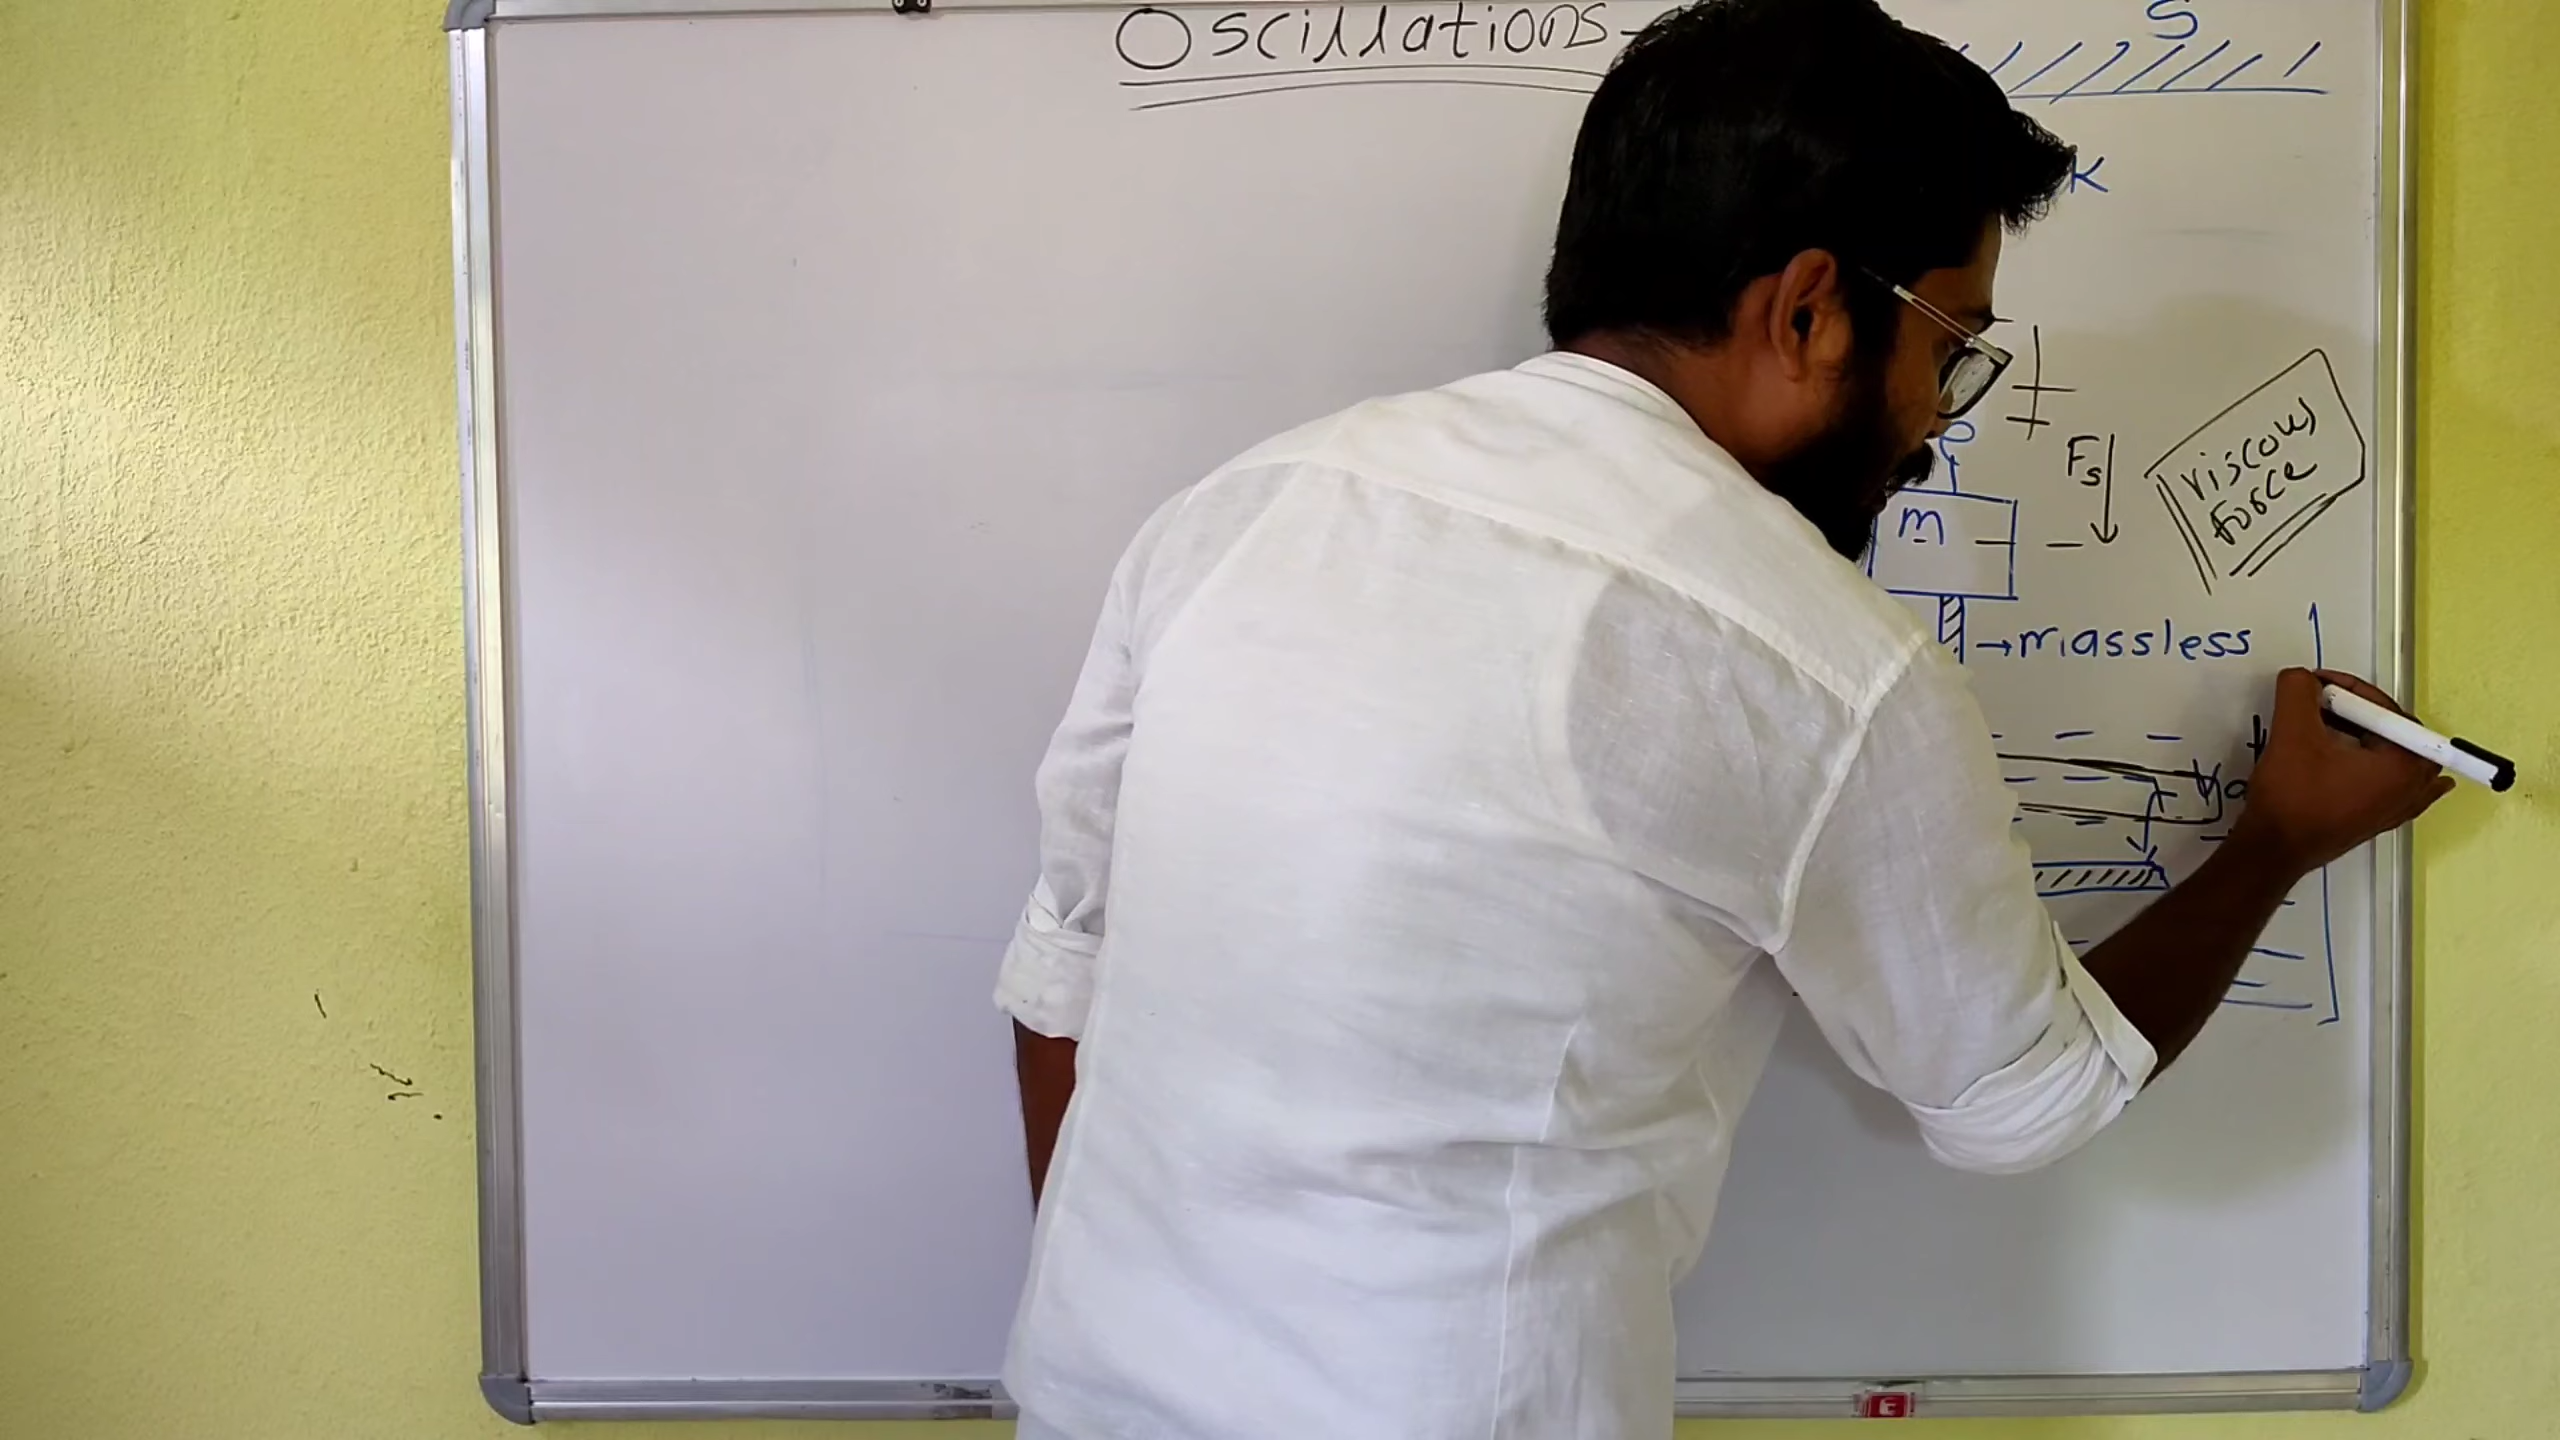 Oscillations-
S
K
Fs
viscous
force
m
→massless